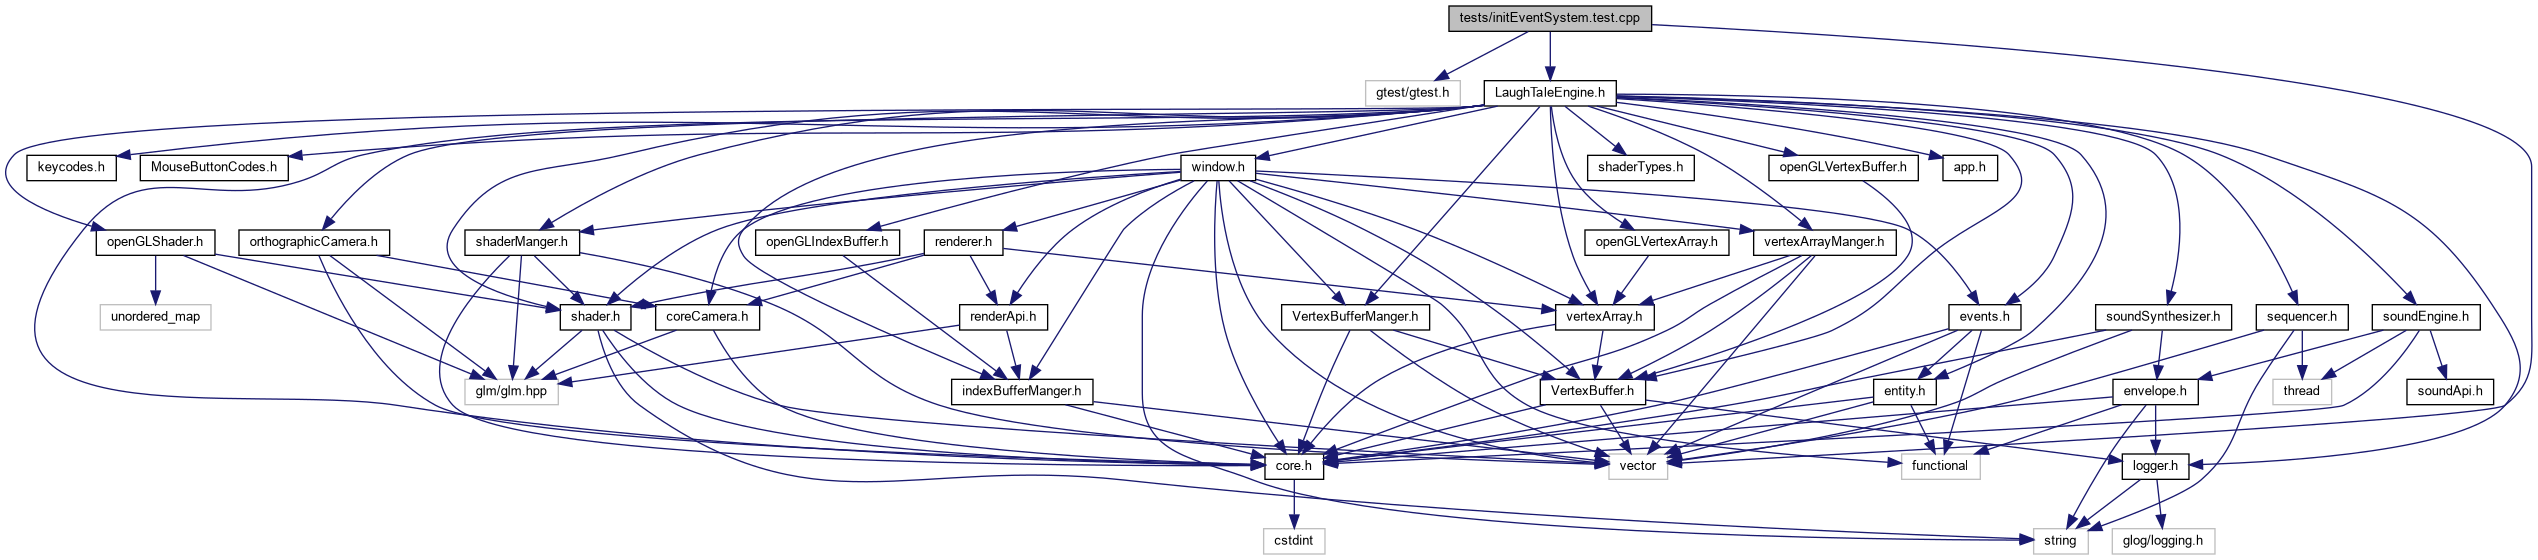 tests/initEventSystem.test.cpp
gtest/gtest.h
LaughTaleEngine.h
keycodes.h
MouseButtonCodes.h
window.h
shaderTypes.h
openGLVertexBuffer.h
app.h
openGLShader.h
orthographicCamera.h
shaderManger.h
openGLIndexBuffer.h
renderer.h
openGLVertexArray.h
vertexArrayManger.h
unordered_map
shader.h
coreCamera.h
renderApi.h
VertexBufferManger.h
vertexArray.h
events.h
soundSynthesizer.h
sequencer.h
soundEngine.h
glm/glm.hpp
indexBufferManger.h
VertexBuffer.h
entity.h
envelope.h
thread
soundApi.h
core.h
vector
functional
logger.h
cstdint
string
glog/logging.h